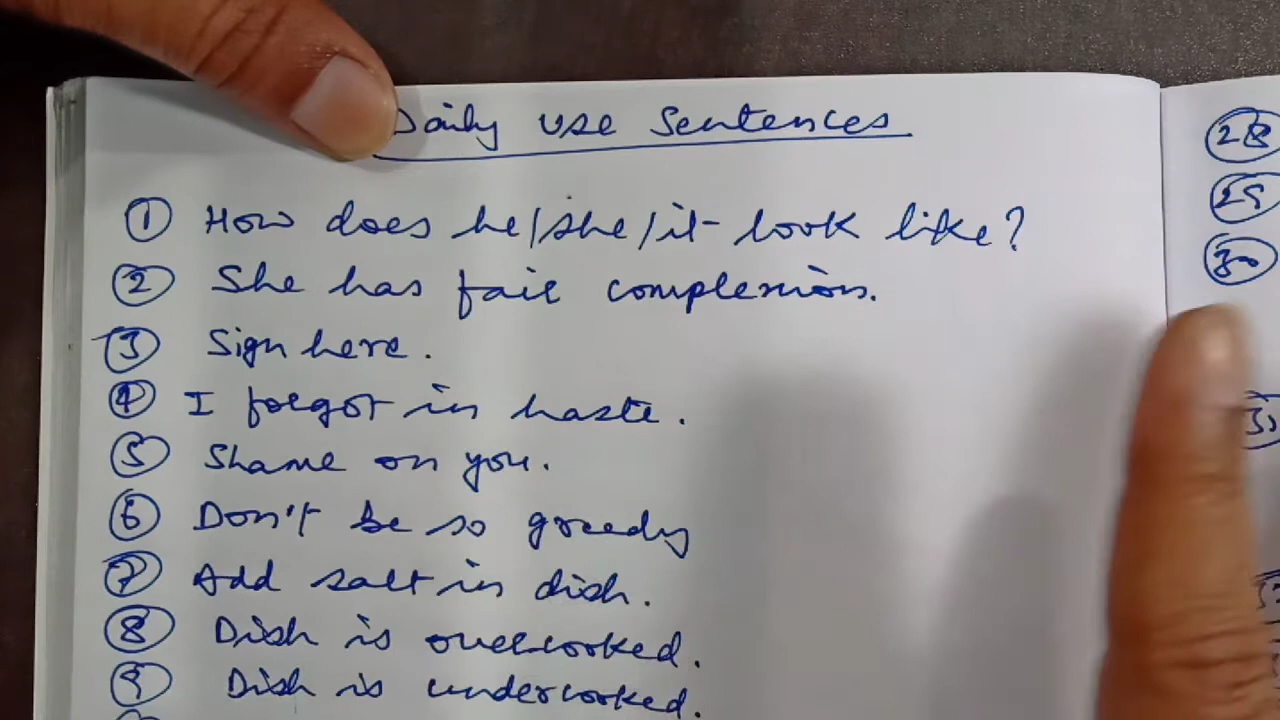 Daily use Sentences
① How does he/she/it look like?
② She has fair complexion.
③ Sign here.
④ I forgot in haste.
⑤ Shame on you.
⑥ Don't be so greedy
⑦ Add salt in dish.
⑧ Dish is overcooked.
⑨ Dish is undercooked.
28
29
30